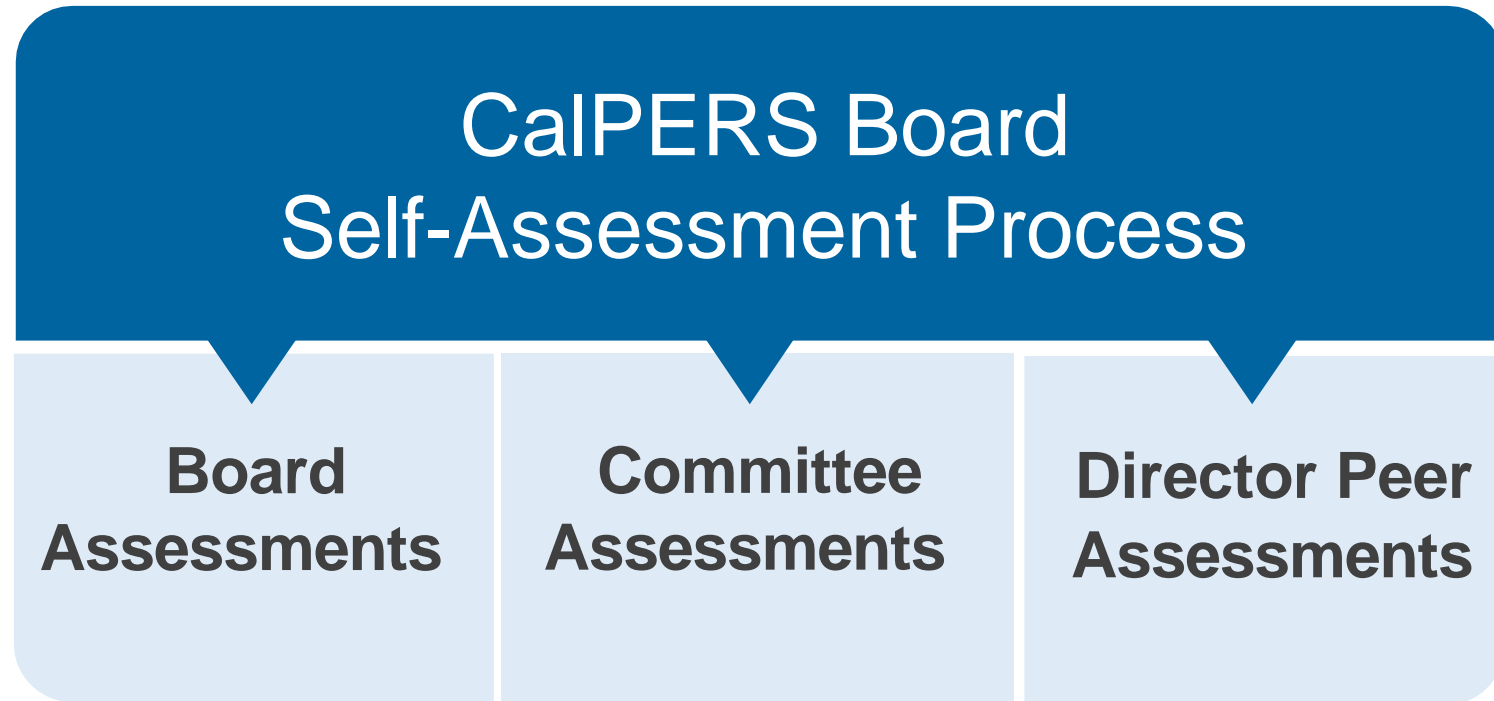 CalPERS Board
Self-Assessment Process
Board
Assessments
Committee
Assessments
Director Peer
Assessments